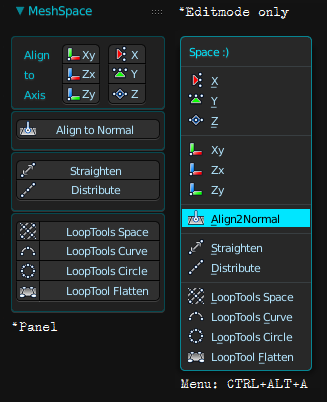 MeshSpace
Align
to
Axis
Xy
Zx
Zy
X
Y
Z
Align to Normal
Straighten
Distribute
LoopTools Space
LoopTools Curve
LoopTools Circle
LoopTool Flatten
*Panel
*Editmode only
Space :)
X
Y
Z
Xy
Zx
Zy
Align2Normal
Straighten
Distribute
LoopTools Space
LoopTools Curve
LoopTools Circle
LoopTool Flatten
Menu: CTRL+ALT+A